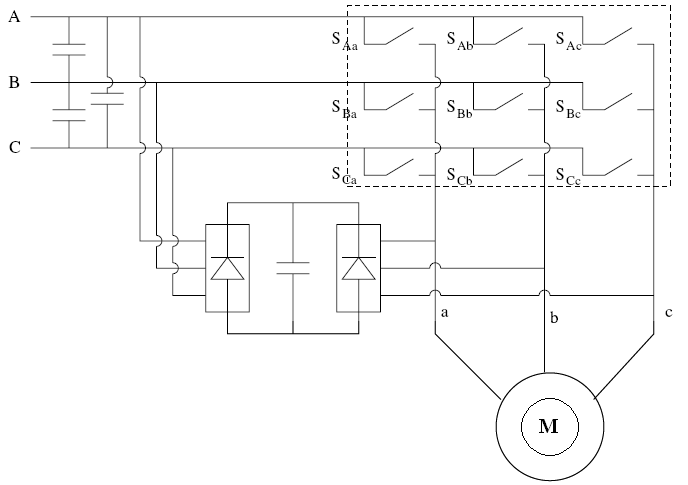 A
S_Aa S_Ab S_Ac
B
S_Ba S_Bb S_Bc
C
S_Ca S_Cb S_Cc
a b c
M